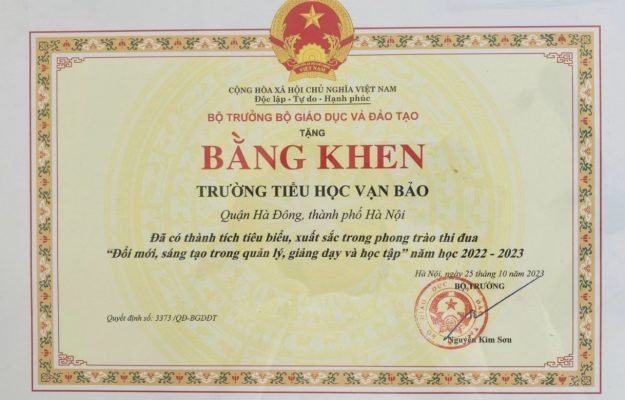 CỘNG HÒA XÃ HỘI CHỦ NGHĨA VIỆT NAM
Độc lập - Tự do - Hạnh phúc
BỘ TRƯỞNG BỘ GIÁO DỤC VÀ ĐÀO TẠO
TẶNG
BẰNG KHEN
TRƯỜNG TIỂU HỌC VẠN BẢO
Quận Hà Đông, thành phố Hà Nội
Đã có thành tích tiêu biểu, xuất sắc trong phong trào thi đua
“Đổi mới, sáng tạo trong quản lý, giảng dạy và học tập” năm học 2022 - 2023
Hà Nội, ngày 25 tháng 10 năm 2023
BỘ TRƯỞNG
Quyết định số: 3373 /QĐ-BGDĐT
Nguyễn Kim Sơn